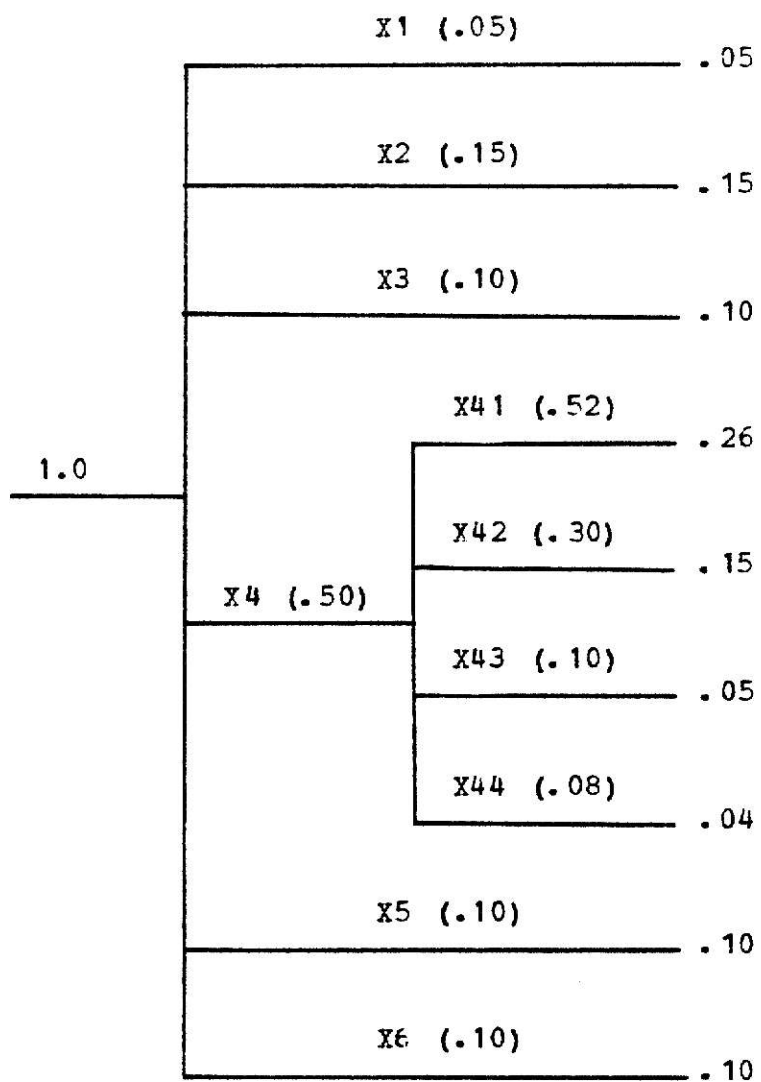 X1 (.05)
.05
X2 (.15)
.15
X3 (.10)
.10
X41 (.52)
.26
1.0
X42 (.30)
.15
X4 (.50)
X43 (.10)
.05
X44 (.08)
.04
X5 (.10)
.10
X6 (.10)
.10